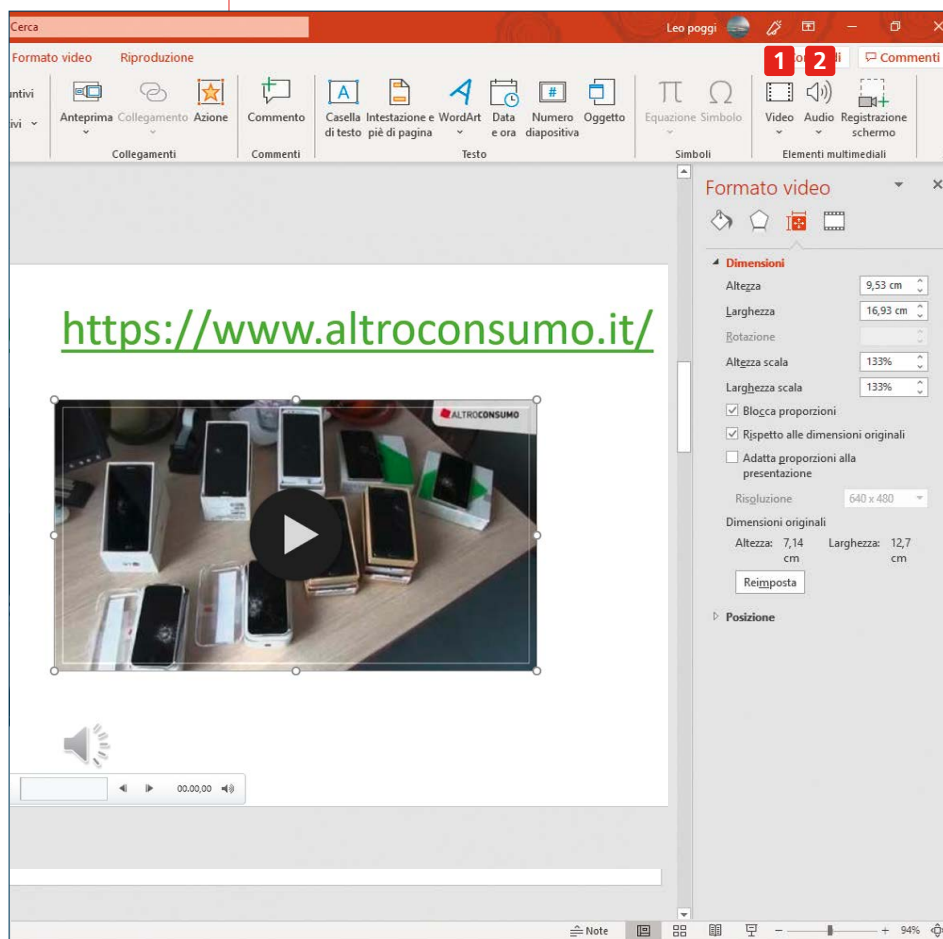 Cerca
Leo poggi
Formato video Riproduzione
1 2
Commenti
Anteprima Collegamento Azione
Commento
Casella di testo
Intestazione e piè di pagina
WordArt
Data e ora
Numero diapositiva
Oggetto
Equazione Simbolo
Video Audio Registrazione schermo
Collegamenti Commenti Testo Simboli Elementi multimediali
Formato video
Dimensioni
Altezza 9,53 cm
Larghezza 16,93 cm
Rotazione
Altezza scala 133%
Larghezza scala 133%
Blocca proporzioni
Rispetto alle dimensioni originali
Adatta proporzioni alla
presentazione
Risoluzione 640 x 480
Dimensioni originali
Altezza: 7,14 cm Larghezza: 12,7 cm
Reimposta
Posizione
https://www.altroconsumo.it/
ALTROCONSUMO
00.00,00
Note
94%